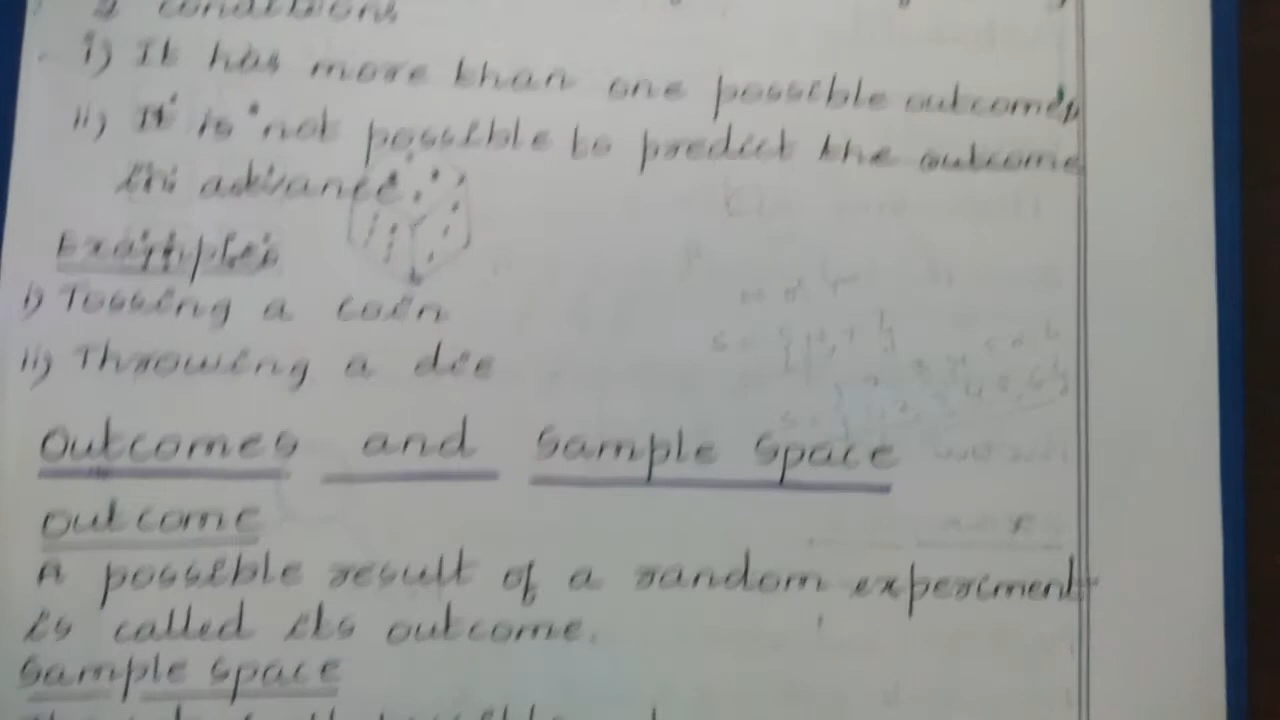 conditions
i) It has more than one possible outcomes
ii) It is not possible to predict the outcome
in advance.
Examples
i) Tossing a coin
ii) Throwing a die
Outcomes and Sample Space
Outcome
A possible result of a random experiment
is called its outcome.
Sample space